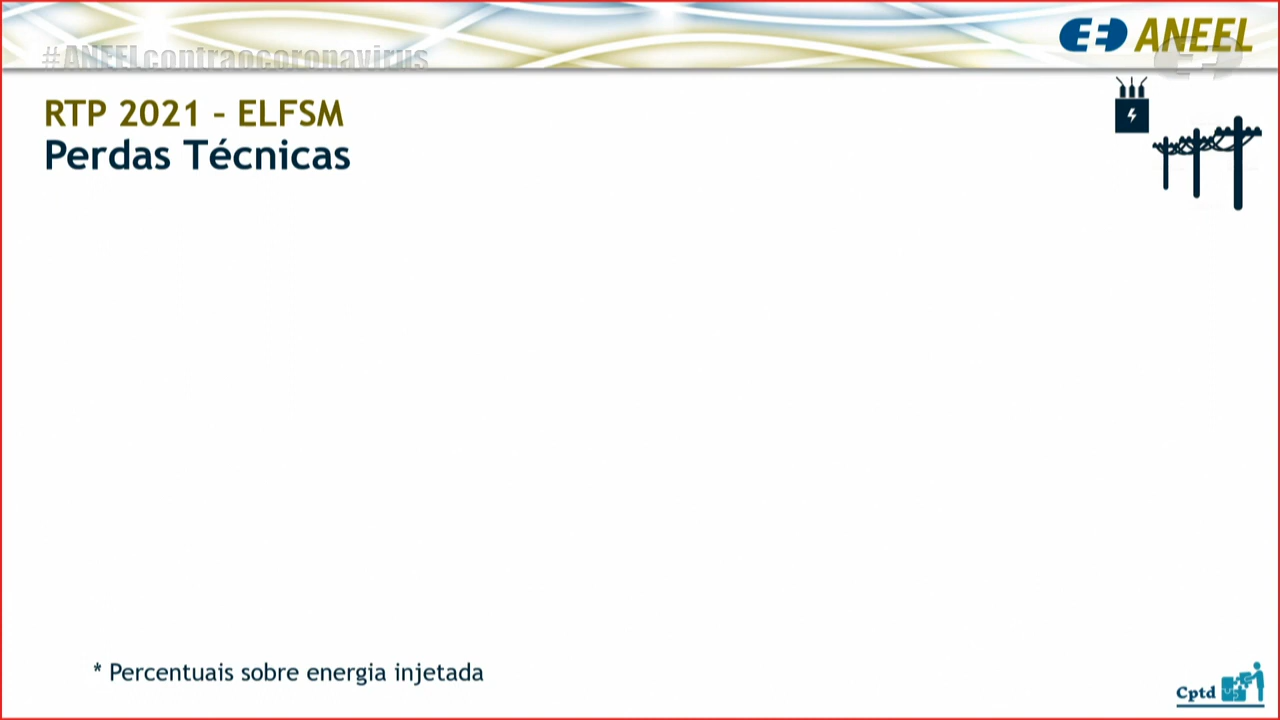 #ANEELcontraocoronavirus
ANEEL
RTP 2021 – ELFSM
Perdas Técnicas
* Percentuais sobre energia injetada
Cptd